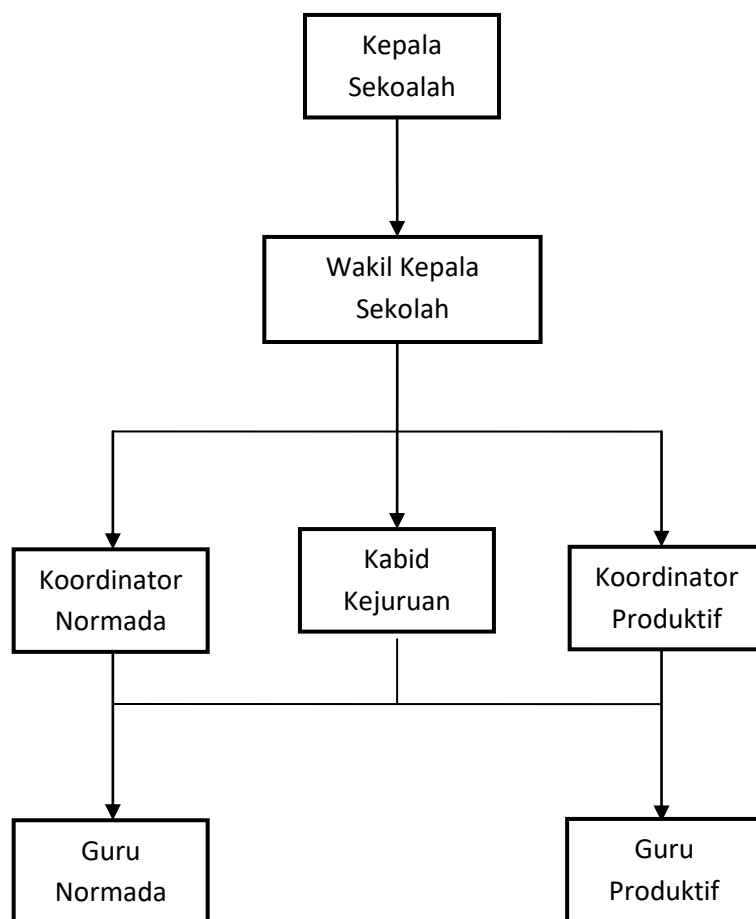 Kepala
Sekoalah
Wakil Kepala
Sekolah
Koordinator
Normada
Kabid
Kejuruan
Koordinator
Produktif
Guru
Normada
Guru
Produktif